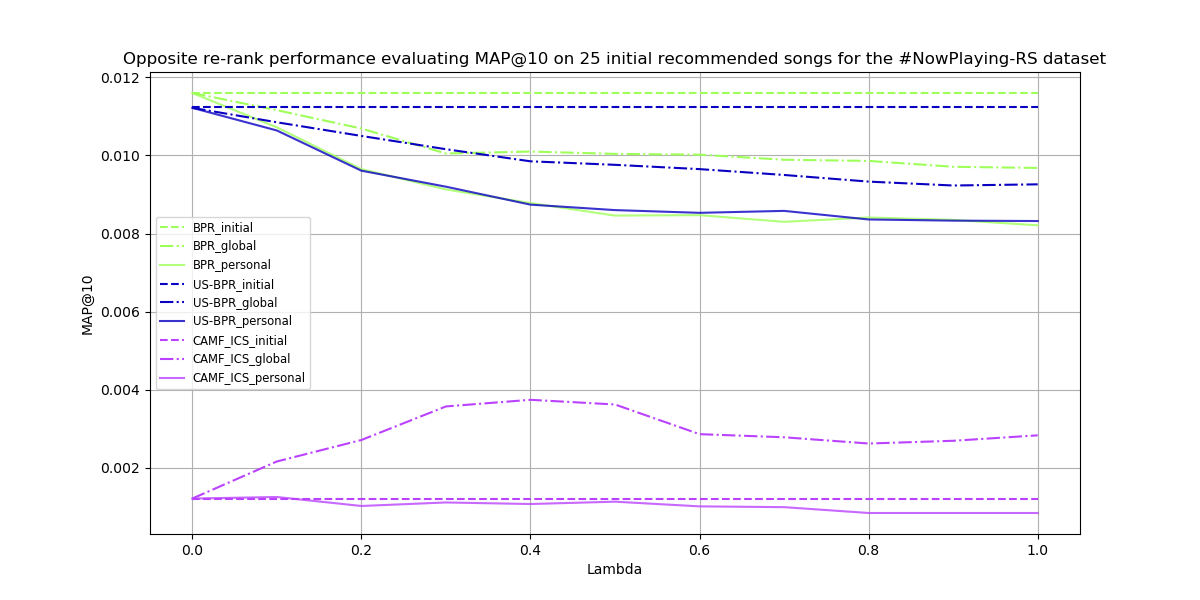 Opposite re-rank performance evaluating MAP@10 on 25 initial recommended songs for the #NowPlaying-RS dataset
0.012
0.010
0.008
0.006
0.004
0.002
MAP@10
BPR_initial
BPR_global
BPR_personal
US-BPR_initial
US-BPR_global
US-BPR_personal
CAMF_ICS_initial
CAMF_ICS_global
CAMF_ICS_personal
0.0 0.2 0.4 0.6 0.8 1.0
Lambda